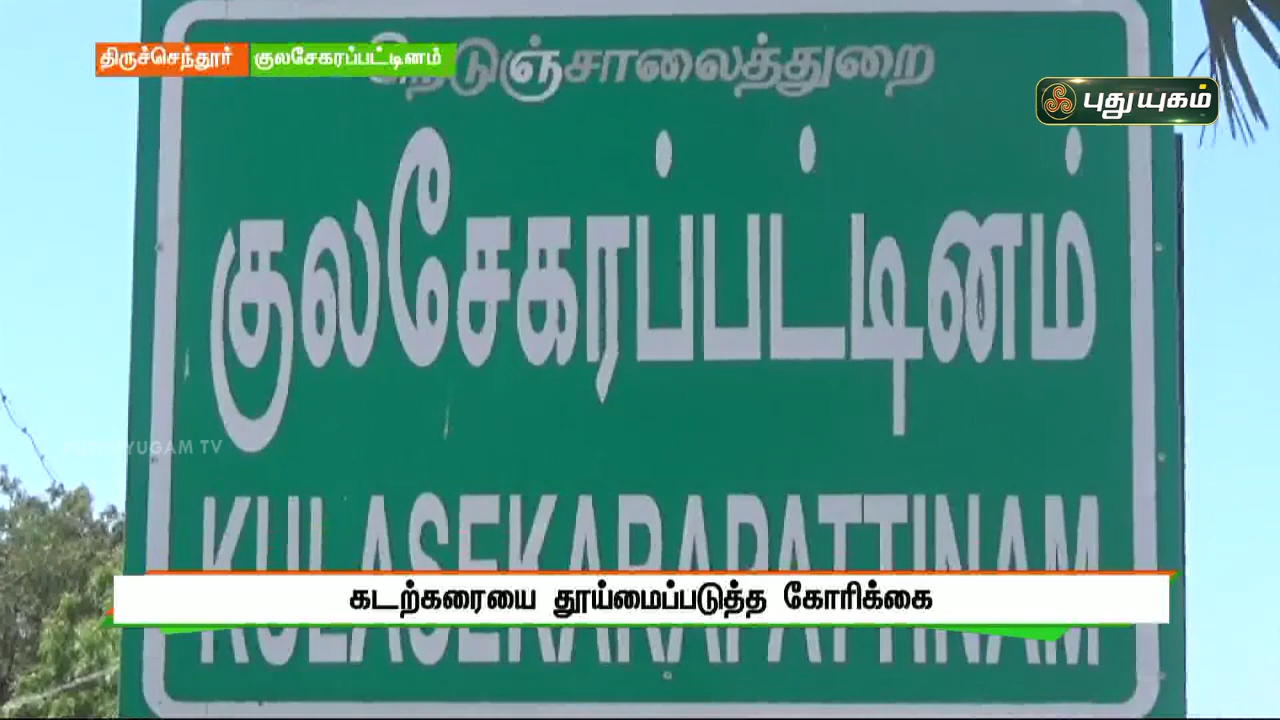 திருச்செந்தூர் குலசேகரப்பட்டினம்
நெடுஞ்சாலைத்துறை
புதுயுகம்
குலசேகரப்பட்டினம்
PUTHUYUGAM TV
KULASEKARAPATTINAM
கடற்கரையை தூய்மைப்படுத்த கோரிக்கை